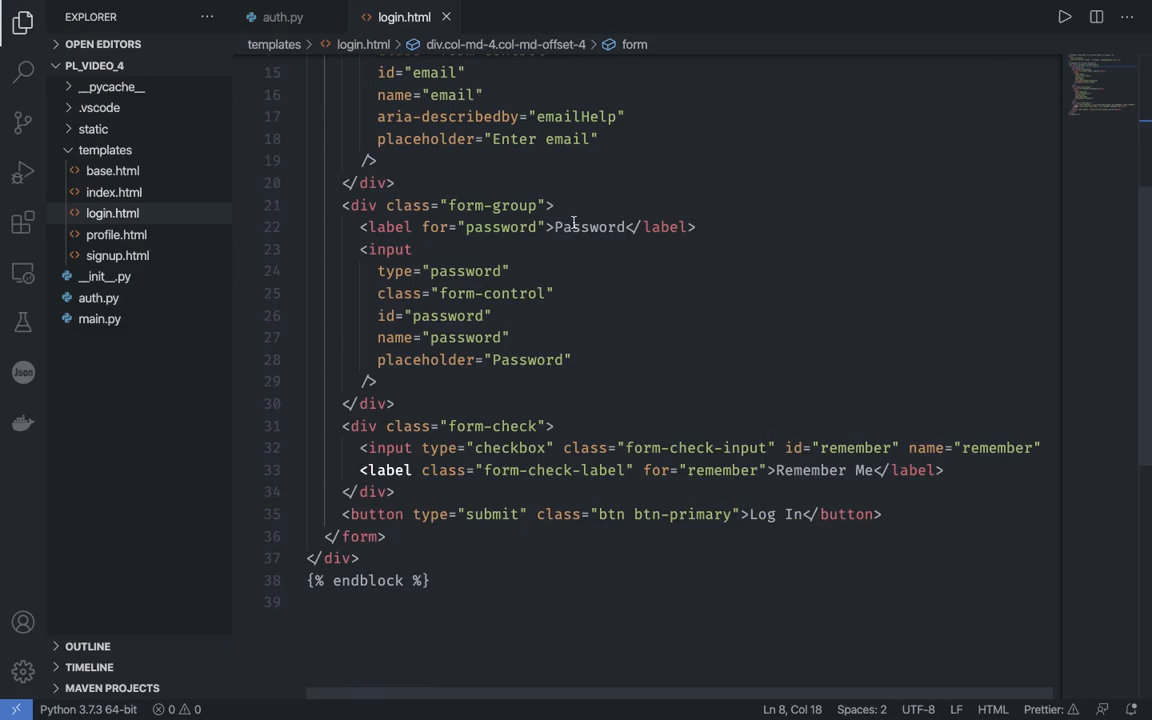 EXPLORER
auth.py
login.html
OPEN EDITORS
templates > login.html > div.col-md-4.col-md-offset-4 > form
PL_VIDEO_4
__pycache__
.vscode
static
templates
base.html
index.html
login.html
profile.html
signup.html
__init__.py
auth.py
main.py
15 id="email"
16 name="email"
17 aria-describedby="emailHelp"
18 placeholder="Enter email"
19 />
20 </div>
21 <div class="form-group">
22 <label for="password">Password</label>
23 <input
24 type="password"
25 class="form-control"
26 id="password"
27 name="password"
28 placeholder="Password"
29 />
30 </div>
31 <div class="form-check">
32 <input type="checkbox" class="form-check-input" id="remember" name="remember"
33 <label class="form-check-label" for="remember">Remember Me</label>
34 </div>
35 <button type="submit" class="btn btn-primary">Log In</button>
36 </form>
37 </div>
38 {% endblock %}
39
Json
OUTLINE
TIMELINE
MAVEN PROJECTS
Python 3.7.3 64-bit 0 0 Ln 8, Col 18 Spaces: 2 UTF-8 LF HTML Prettier: